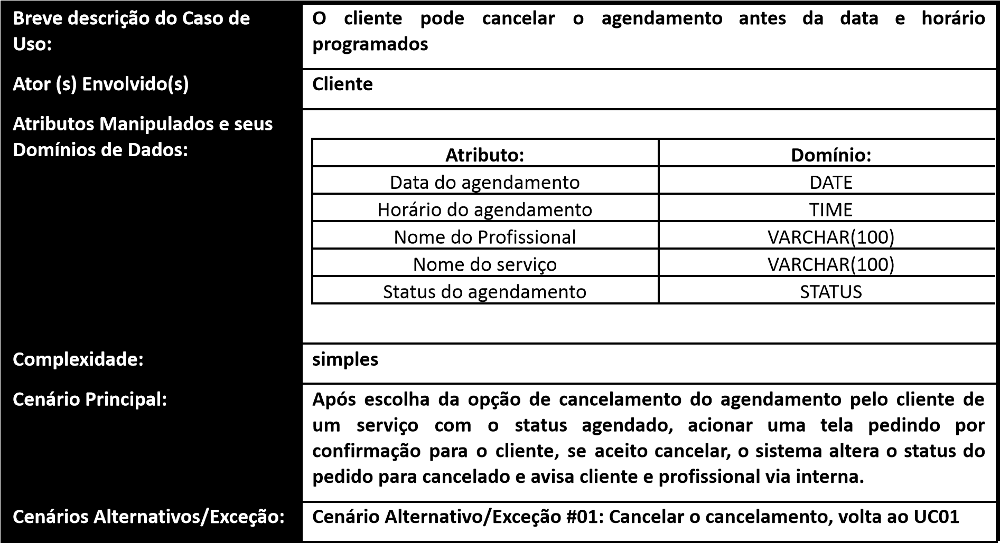 Breve descrição do Caso de
Uso:
O cliente pode cancelar o agendamento antes da data e horário
programados
Ator (s) Envolvido(s)
Cliente
Atributos Manipulados e seus
Domínios de Dados:
Atributo: Domínio:
Data do agendamento DATE
Horário do agendamento TIME
Nome do Profissional VARCHAR(100)
Nome do serviço VARCHAR(100)
Status do agendamento STATUS
Complexidade:
simples
Cenário Principal:
Após escolha da opção de cancelamento do agendamento pelo cliente de
um serviço com o status agendado, acionar uma tela pedindo por
confirmação para o cliente, se aceito cancelar, o sistema altera o status do
pedido para cancelado e avisa cliente e profissional via interna.
Cenários Alternativos/Exceção:
Cenário Alternativo/Exceção #01: Cancelar o cancelamento, volta ao UC01